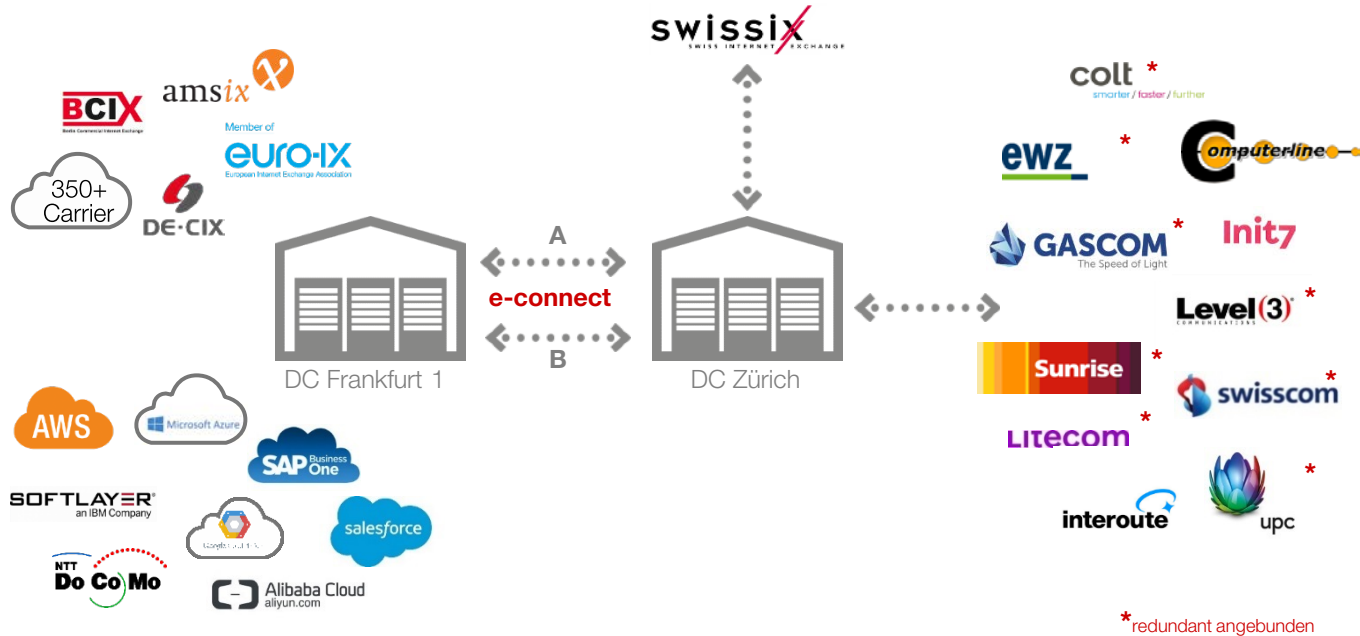 swissix
SWISS INTERNET EXCHANGE
amsix
BCIX
Berlin Commercial Internet Exchange
Member of
euro-ix
European Internet Exchange Association
350+
Carrier
DE-CIX
A
e-connect
B
DC Frankfurt 1
DC Zürich
colt *
smarter / faster / further
ewz *
Computerline
GASCOM *
The Speed of Light
Init7
Level (3) *
COMMUNICATIONS
Sunrise *
swisscom *
LITECOM *
upc *
interoute
AWS
Microsoft Azure
SAP Business
One
SOFTLAYER®
an IBM Company
salesforce
NTT
DoCoMo
Alibaba Cloud
aliyun.com
*redundant angebunden